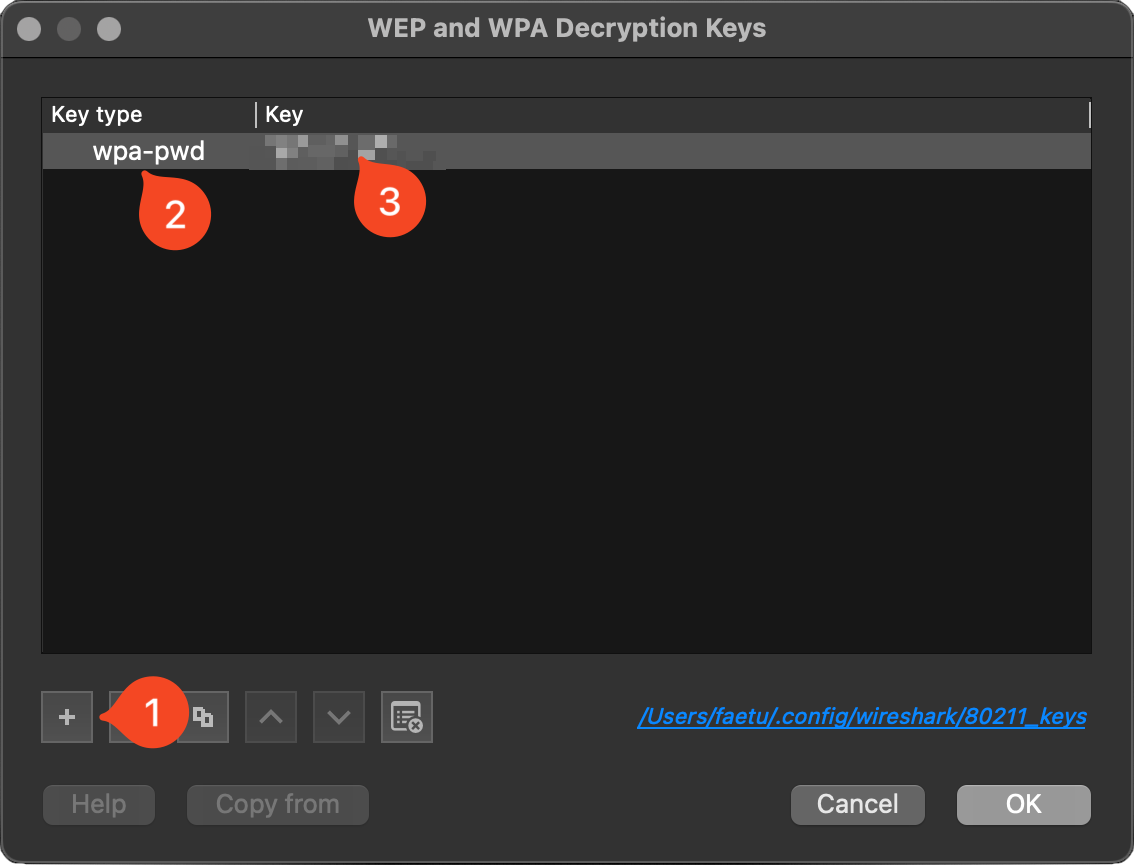 WEP and WPA Decryption Keys
Key type Key
wpa-pwd
2 3
1
/Users/faetu/.config/wireshark/80211_keys
Help Copy from Cancel OK